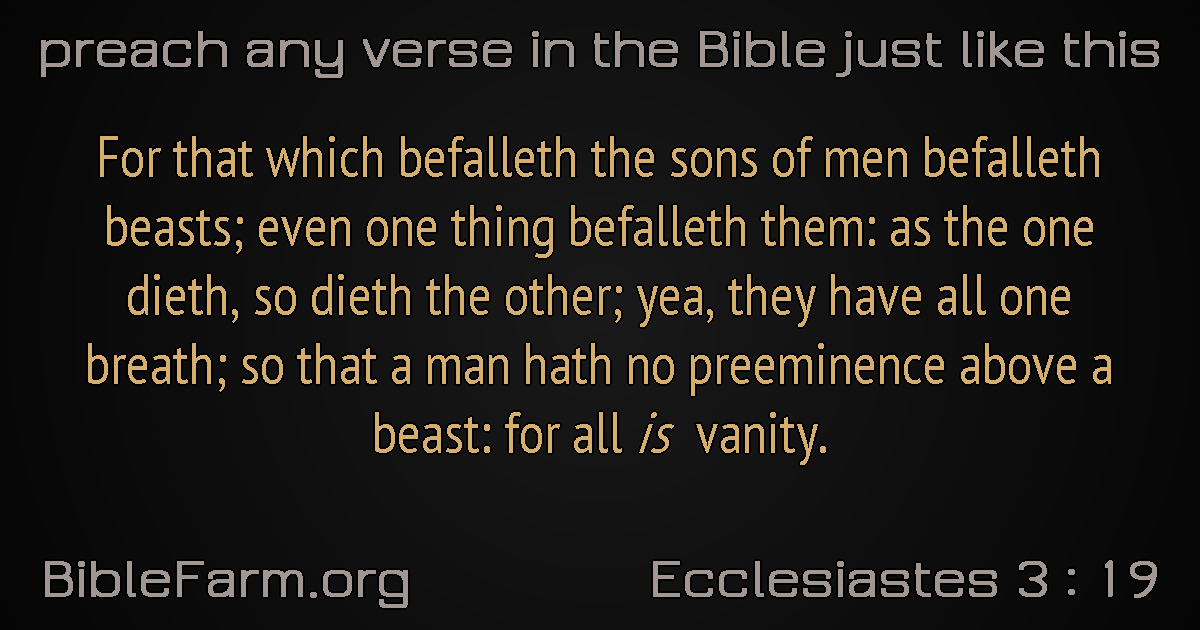 preach any verse in the Bible just like this
For that which befalleth the sons of men befalleth
beasts; even one thing befalleth them: as the one
dieth, so dieth the other; yea, they have all one
breath; so that a man hath no preeminence above a
beast: for all is vanity.
BibleFarm.org
Ecclesiastes 3 : 19